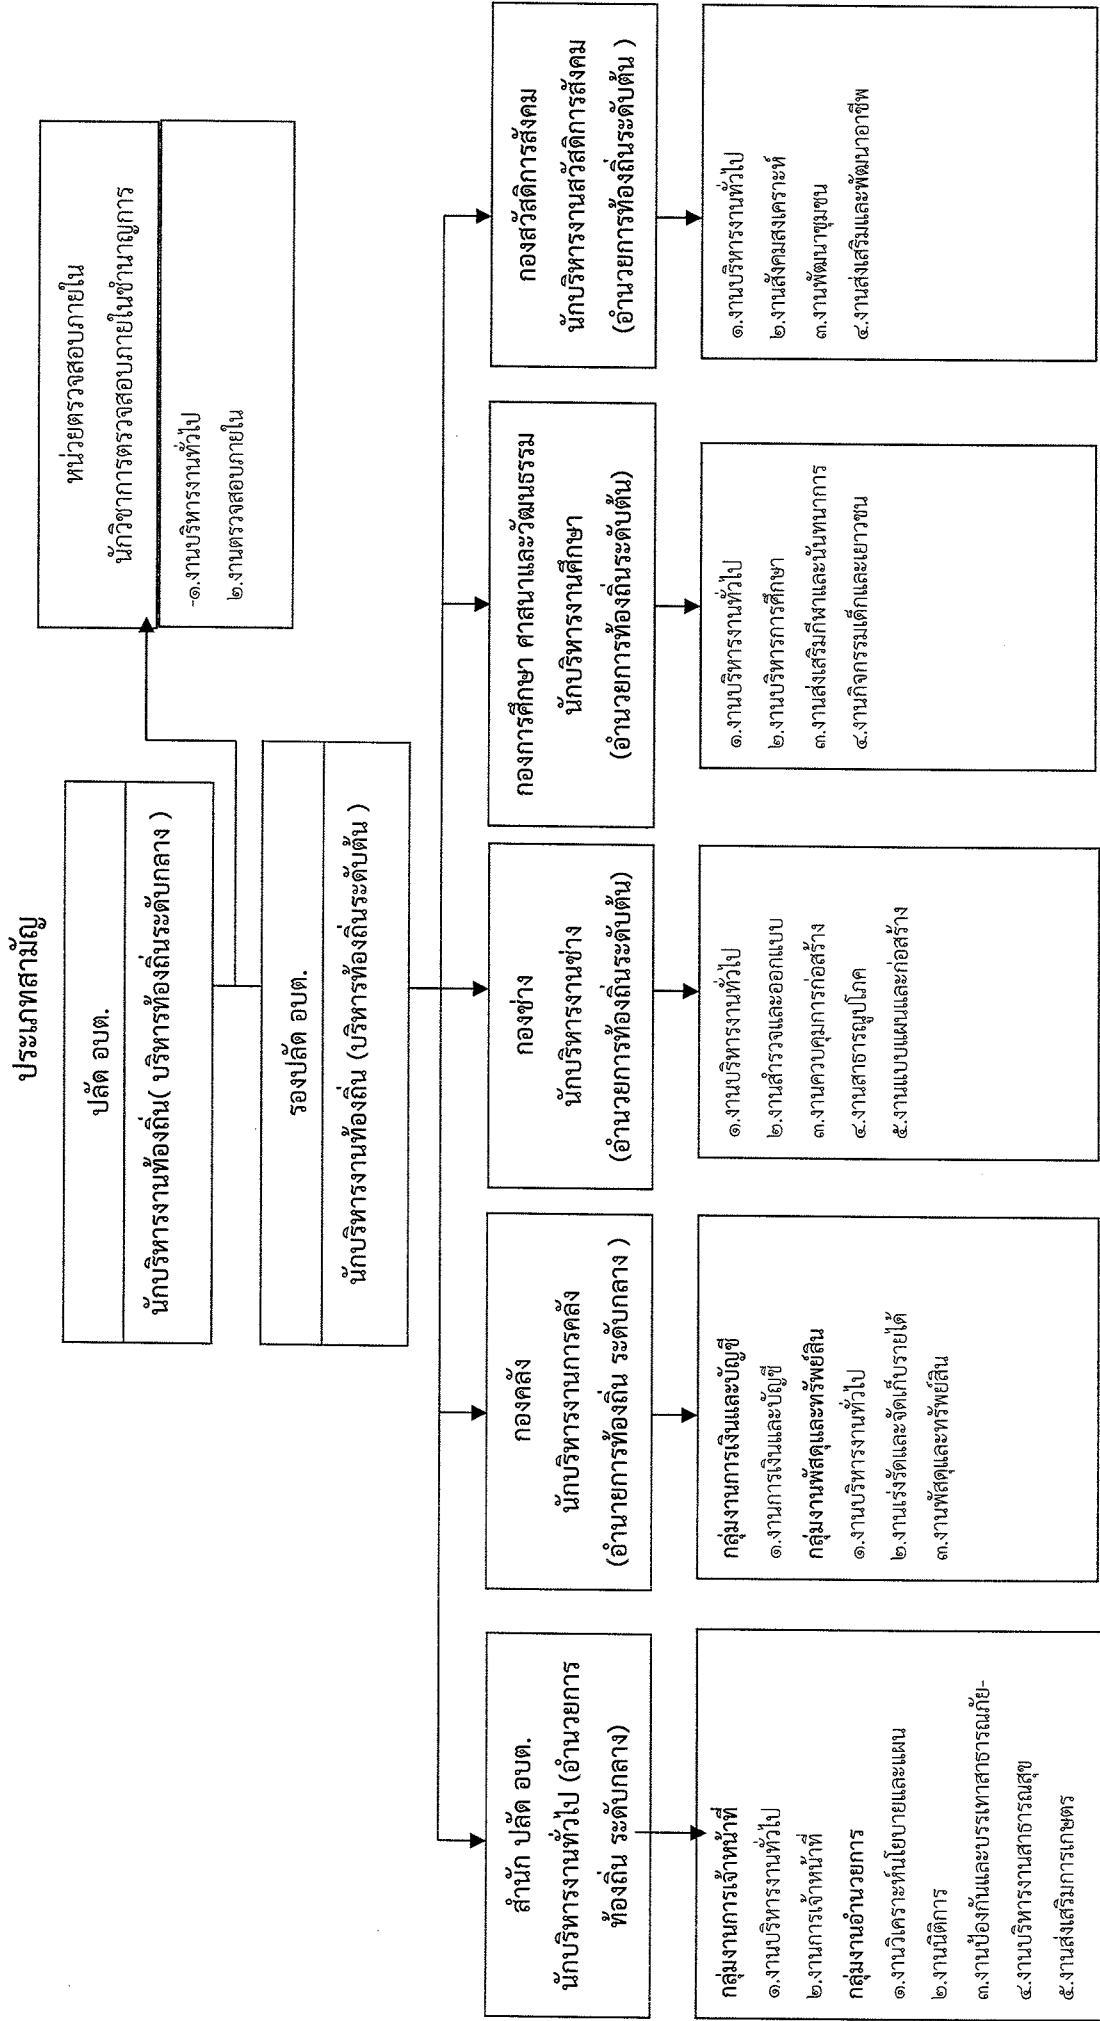 ประเภทสามัญ
ปลัด อบต.
นักบริหารงานท้องถิ่น( บริหารท้องถิ่นระดับกลาง )
หน่วยตรวจสอบภายใน
นักวิชาการตรวจสอบภายในชำนาญการ
-๑.งานบริหารงานทั่วไป
๒.งานตรวจสอบภายใน
รองปลัด อบต.
นักบริหารงานท้องถิ่น (บริหารท้องถิ่นระดับต้น )
สำนัก ปลัด อบต.
นักบริหารงานทั่วไป (อำนวยการ
ท้องถิ่น ระดับกลาง)
กลุ่มงานการเจ้าหน้าที่
๑.งานบริหารงานทั่วไป
๒.งานการเจ้าหน้าที่
กลุ่มงานอำนวยการ
๑.งานวิเคราะห์นโยบายและแผน
๒.งานนิติการ
๓.งานป้องกันและบรรเทาสาธารณภัย-
๔.งานบริหารงานสาธารณสุข
๕.งานส่งเสริมการเกษตร
กองคลัง
นักบริหารงานการคลัง
(อำนายการท้องถิ่น ระดับกลาง )
กลุ่มงานการเงินและบัญชี
๑.งานการเงินและบัญชี
กลุ่มงานพัสดุและทรัพย์สิน
๑.งานบริหารงานทั่วไป
๒.งานเร่งรัดและจัดเก็บรายได้
๓.งานพัสดุและทรัพย์สิน
กองช่าง
นักบริหารงานช่าง
(อำนวยการท้องถิ่นระดับต้น)
๑.งานบริหารงานทั่วไป
๒.งานสำรวจและออกแบบ
๓.งานควบคุมการก่อสร้าง
๔.งานสาธารณูปโภค
๕.งานแบบแผนและก่อสร้าง
กองการศึกษา ศาสนาและวัฒนธรรม
นักบริหารงานศึกษา
(อำนวยการท้องถิ่นระดับต้น)
๑.งานบริหารงานทั่วไป
๒.งานบริหารการศึกษา
๓.งานส่งเสริมกีฬาและนันทนาการ
๔.งานกิจกรรมเด็กและเยาวชน
กองสวัสดิการสังคม
นักบริหารงานสวัสดิการสังคม
(อำนวยการท้องถิ่นระดับต้น )
๑.งานบริหารงานทั่วไป
๒.งานสังคมสงเคราะห์
๓.งานพัฒนาชุมชน
๔.งานส่งเสริมและพัฒนาอาชีพ